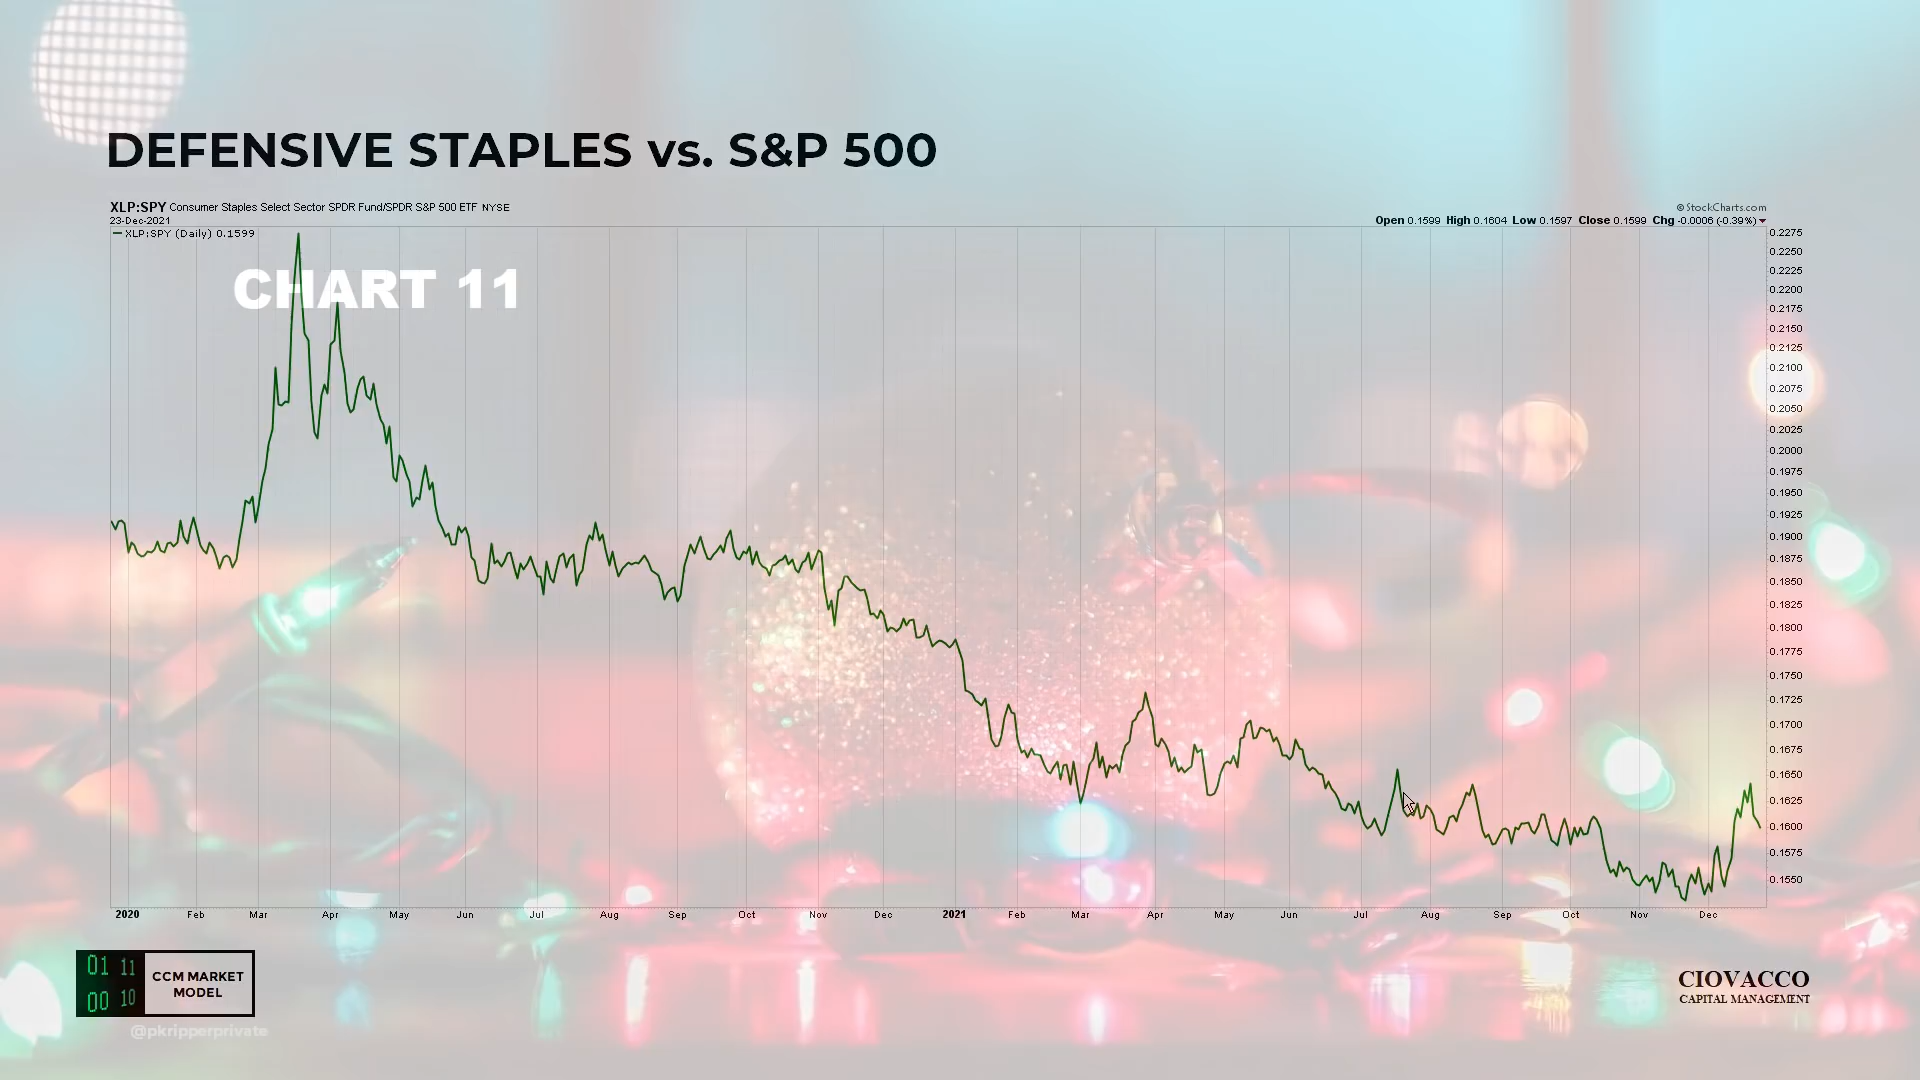 DEFENSIVE STAPLES vs. S&P 500
XLP:SPY Consumer Staples Select Sector SPDR Fund/SPDR S&P 500 ETF NYSE
© StockCharts.com
23-Dec-2021
Open 0.1599 High 0.1604 Low 0.1597 Close 0.1599 Chg -0.0006 (-0.39%)
XLP:SPY (Daily) 0.1599
CHART 11
0.2275
0.2250
0.2225
0.2200
0.2175
0.2150
0.2125
0.2100
0.2075
0.2050
0.2025
0.2000
0.1975
0.1950
0.1925
0.1900
0.1875
0.1850
0.1825
0.1800
0.1775
0.1750
0.1725
0.1700
0.1675
0.1650
0.1625
0.1600
0.1575
0.1550
2020 Feb Mar Apr May Jun Jul Aug Sep Oct Nov Dec 2021 Feb Mar Apr May Jun Jul Aug Sep Oct Nov Dec
01 11
00 10
CCM MARKET
MODEL
CIOVACCO
CAPITAL MANAGEMENT
@pkripperprivate